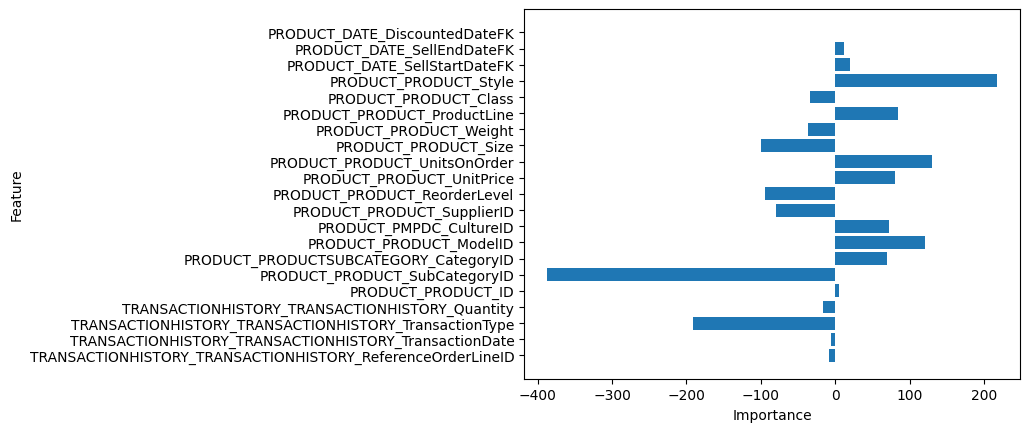 PRODUCT_DATE_DiscountedDateFK
PRODUCT_DATE_SellEndDateFK
PRODUCT_DATE_SellStartDateFK
PRODUCT_PRODUCT_Style
PRODUCT_PRODUCT_Class
PRODUCT_PRODUCT_ProductLine
PRODUCT_PRODUCT_Weight
PRODUCT_PRODUCT_Size
PRODUCT_PRODUCT_UnitsOnOrder
PRODUCT_PRODUCT_UnitPrice
PRODUCT_PRODUCT_ReorderLevel
PRODUCT_PRODUCT_SupplierID
PRODUCT_PMPDC_CultureID
PRODUCT_PRODUCT_ModelID
PRODUCT_PRODUCTSUBCATEGORY_CategoryID
PRODUCT_PRODUCT_SubCategoryID
PRODUCT_PRODUCT_ID
TRANSACTIONHISTORY_TRANSACTIONHISTORY_Quantity
TRANSACTIONHISTORY_TRANSACTIONHISTORY_TransactionType
TRANSACTIONHISTORY_TRANSACTIONHISTORY_TransactionDate
TRANSACTIONHISTORY_TRANSACTIONHISTORY_ReferenceOrderLineID
Feature
−400 −300 −200 −100 0 100 200
Importance